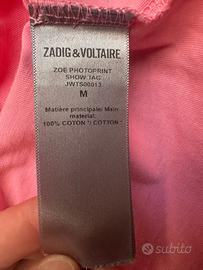 ZADIG & VOLTAIRE
ZOE PHOTOPRINT
SHOW TAG
JWTS00013
M
Matière principale/ Main
material:
100% COTON */ COTTON *
subito